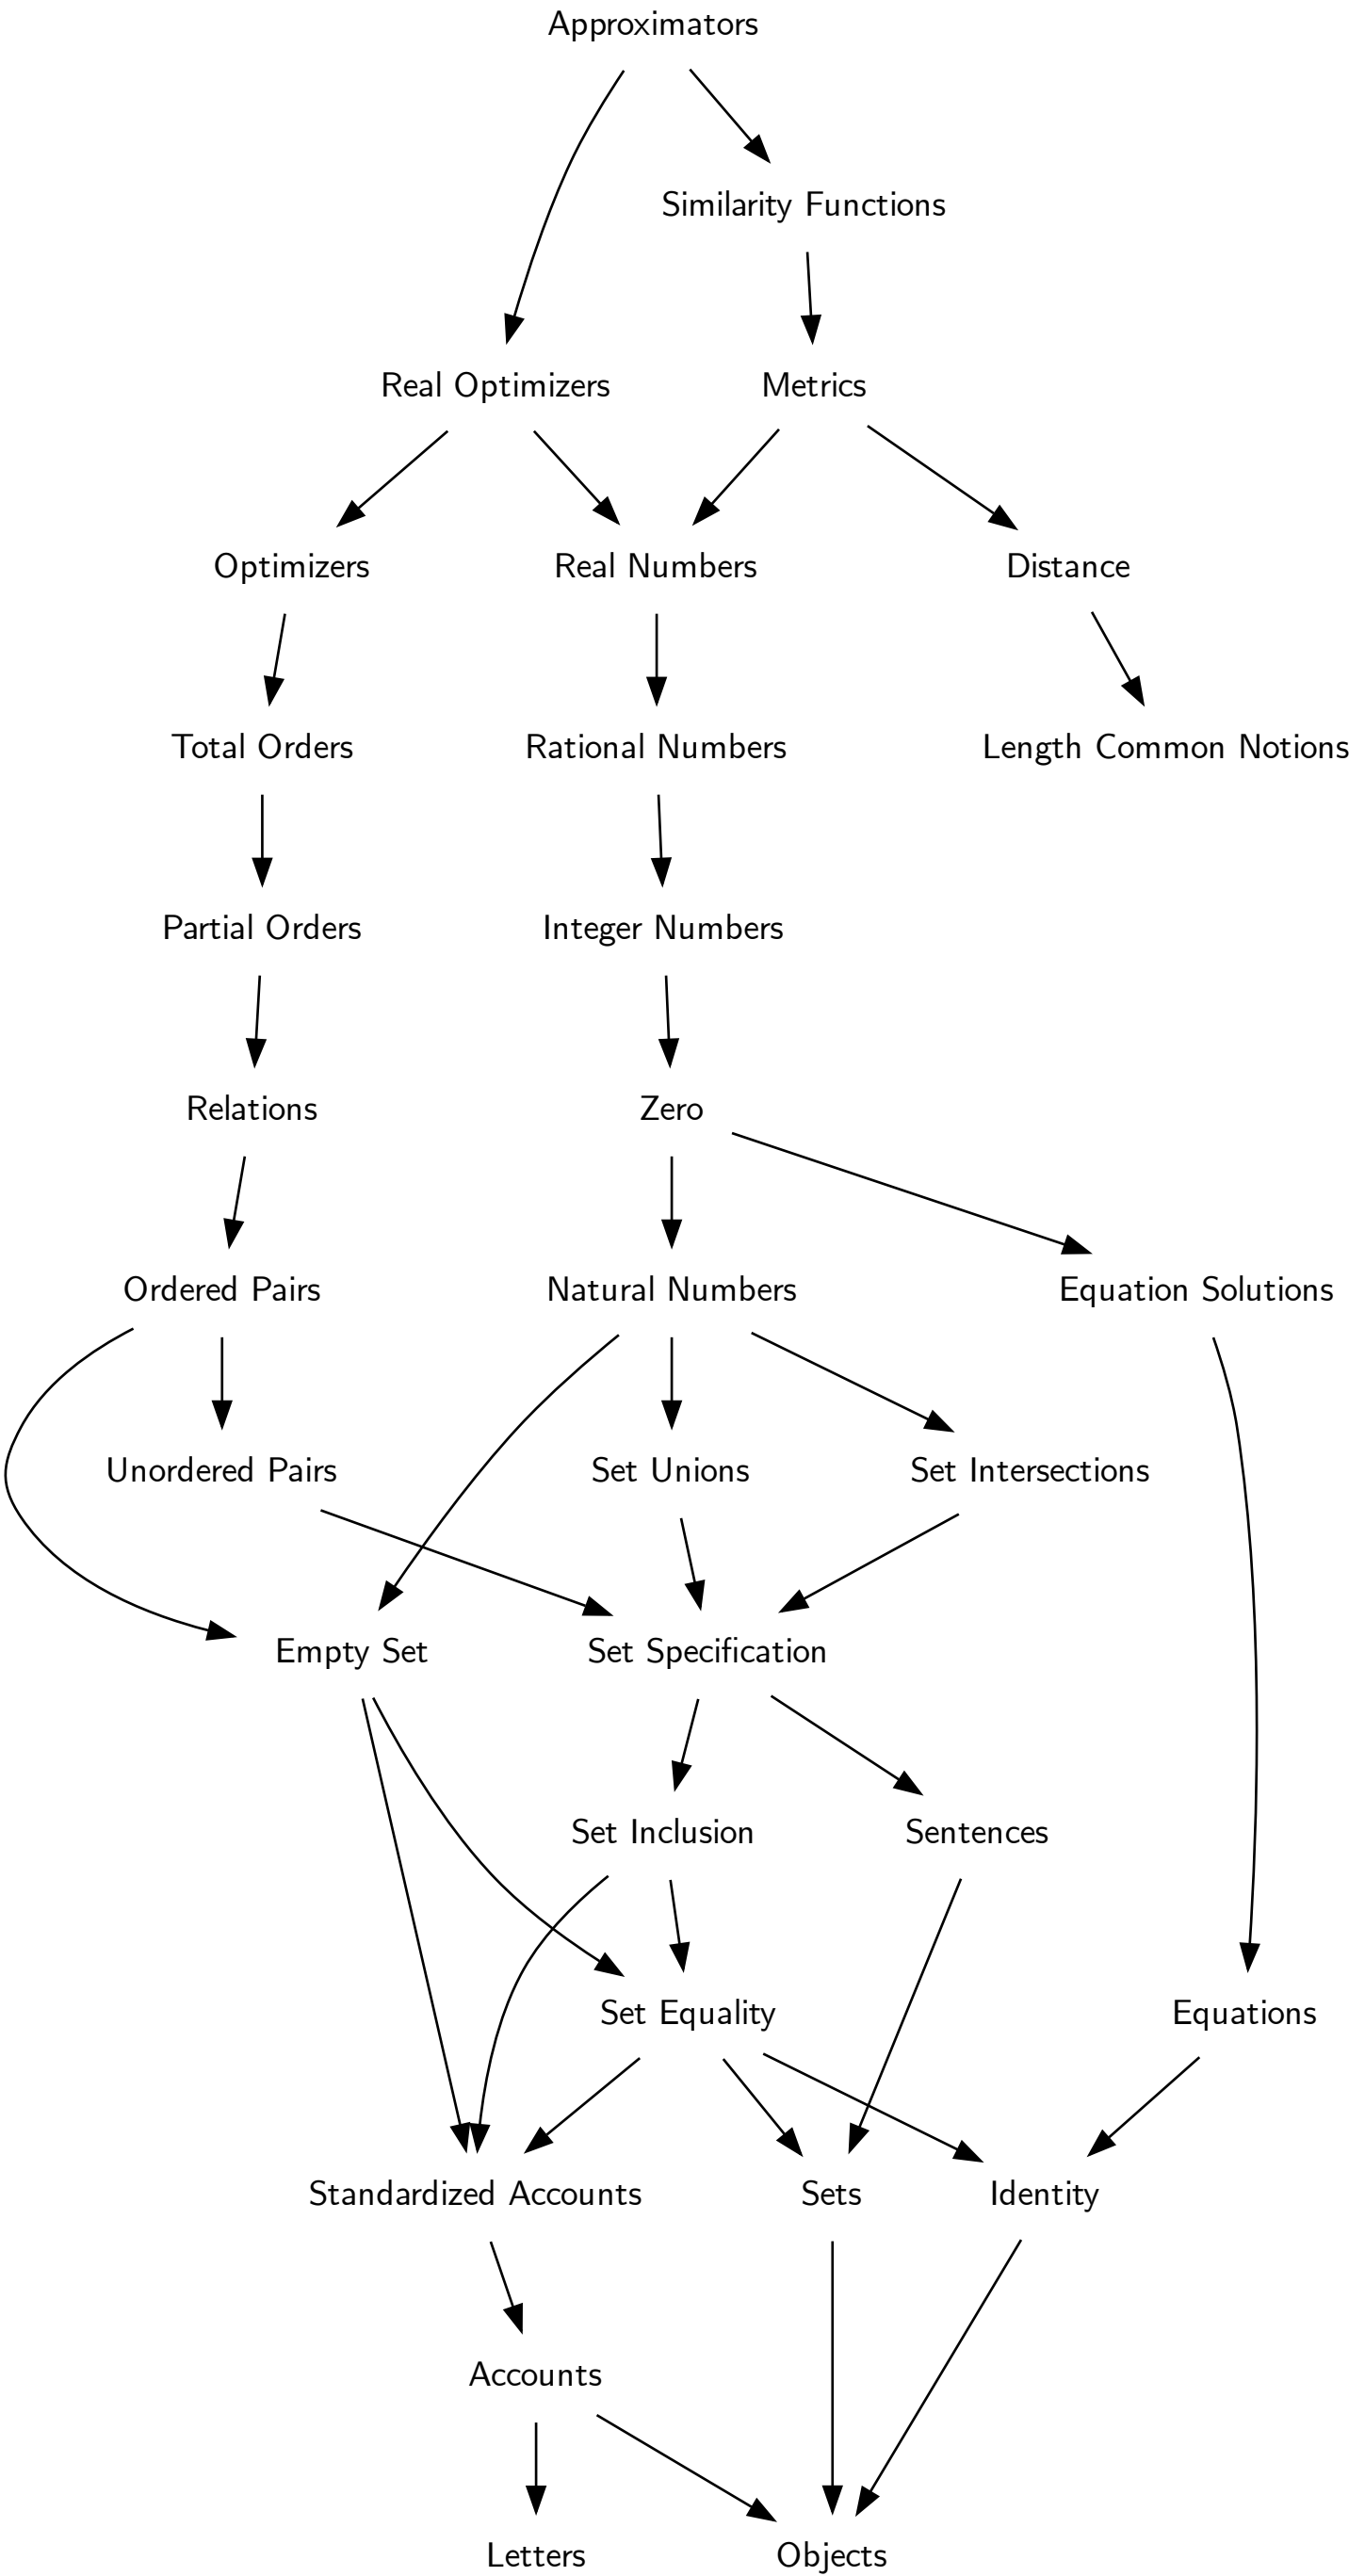 Approximators
Similarity Functions
Real Optimizers
Metrics
Optimizers
Real Numbers
Distance
Total Orders
Rational Numbers
Length Common Notions
Partial Orders
Integer Numbers
Relations
Zero
Ordered Pairs
Natural Numbers
Equation Solutions
Unordered Pairs
Set Unions
Set Intersections
Empty Set
Set Specification
Set Inclusion
Sentences
Set Equality
Equations
Standardized Accounts
Sets
Identity
Accounts
Letters
Objects